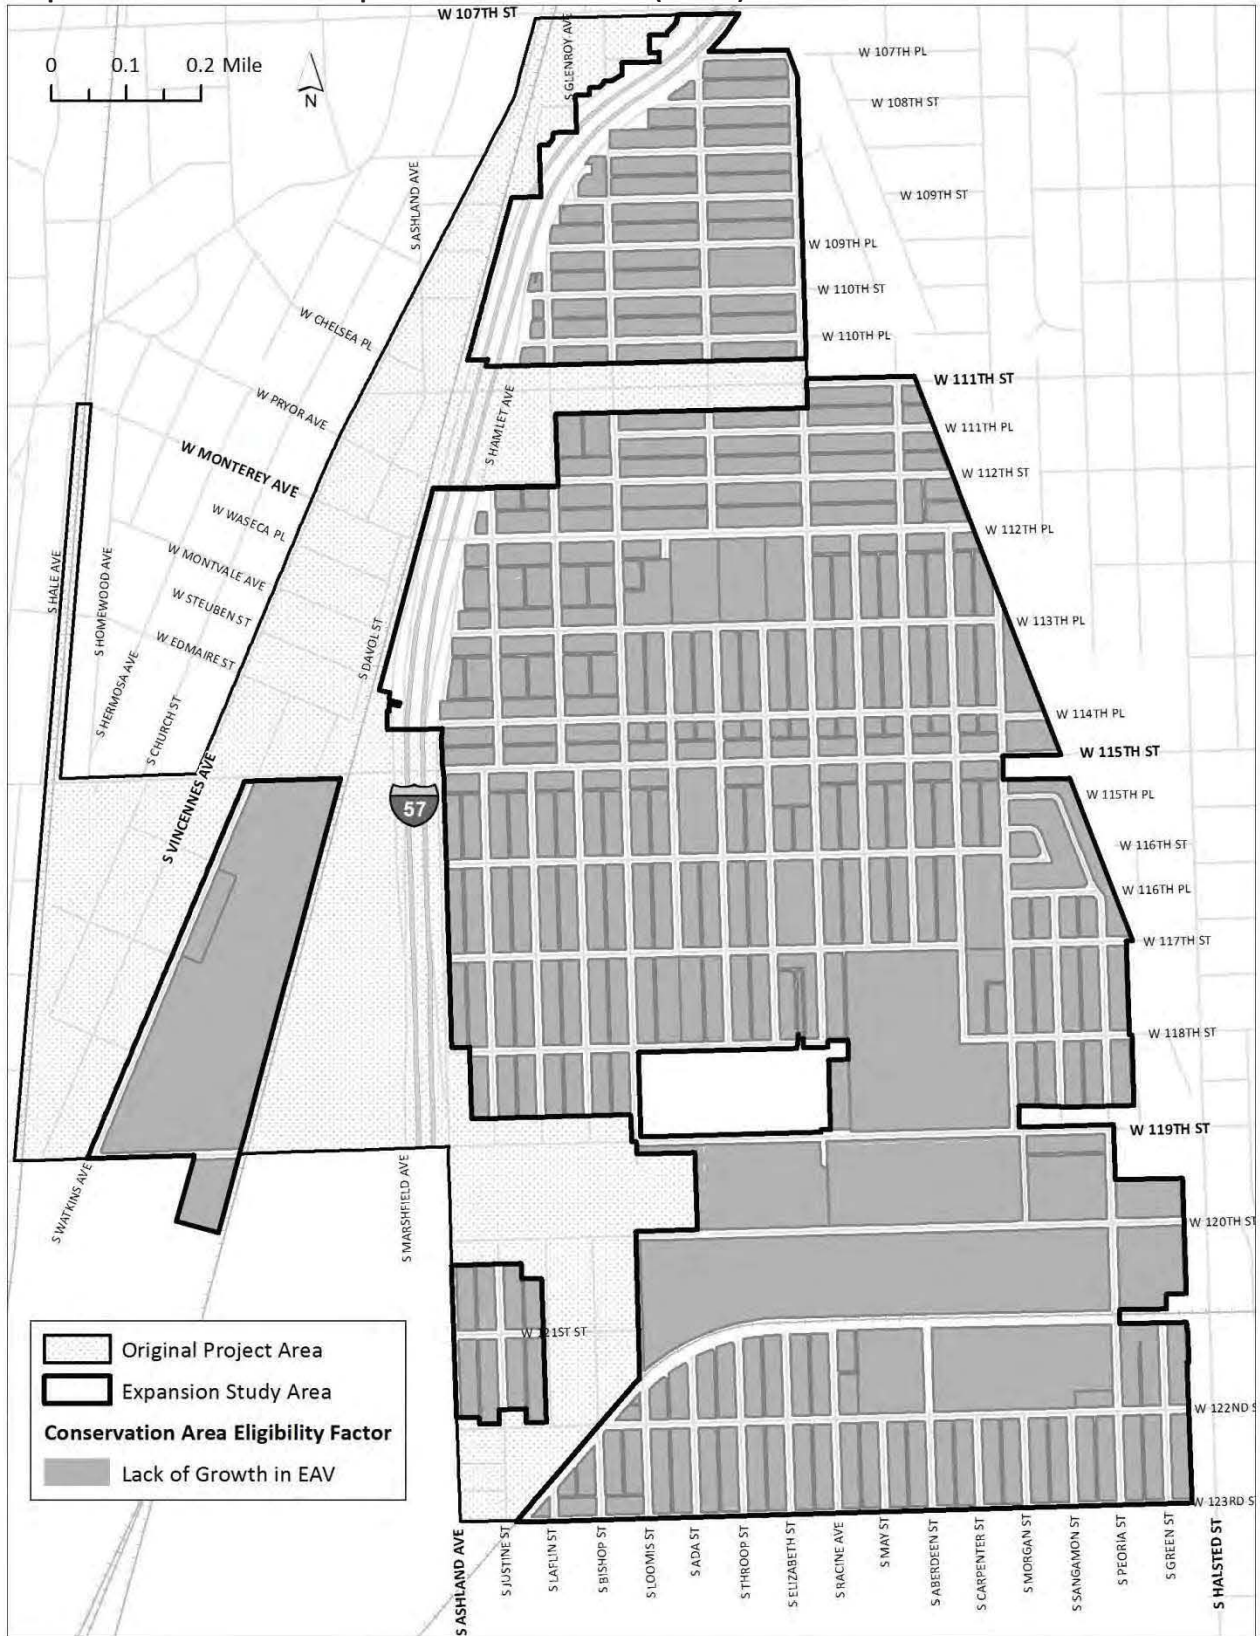 W 107TH ST
0 0.1 0.2 Mile
N
S GLENROY AVE
W 107TH PL
W 108TH ST
S ASHLAND AVE
W 109TH ST
W 109TH PL
W 110TH ST
W CHELSEA PL
W 110TH PL
W PRYOR AVE
S HAMLET AVE
W 111TH ST
W 111TH PL
W MONTEREY AVE
W 112TH ST
W WASECA PL
W 112TH PL
W MONTVALE AVE
S HALE AVE
S HOMEWOOD AVE
W STEUBEN ST
W 113TH PL
W EDMAIRE ST
S DAVOL ST
S HERMOSA AVE
S CHURCH ST
W 114TH PL
W 115TH ST
S VINCENNES AVE
57
W 115TH PL
W 116TH ST
W 116TH PL
W 117TH ST
W 118TH ST
W 119TH ST
S WATKINS AVE
S MARSHFIELD AVE
W 120TH ST
W 121ST ST
Original Project Area
Expansion Study Area
Conservation Area Eligibility Factor
Lack of Growth in EAV
W 122ND S
W 123RD ST
S ASHLAND AVE
S JUSTINE ST
S LAFLIN ST
S BISHOP ST
S LOOMIS ST
S ADA ST
S THROOP ST
S ELIZABETH ST
S RACINE AVE
S MAY ST
S ABERDEEN ST
S CARPENTER ST
S MORGAN ST
S SANGAMON ST
S PEORIA ST
S GREEN ST
S HALSTED ST